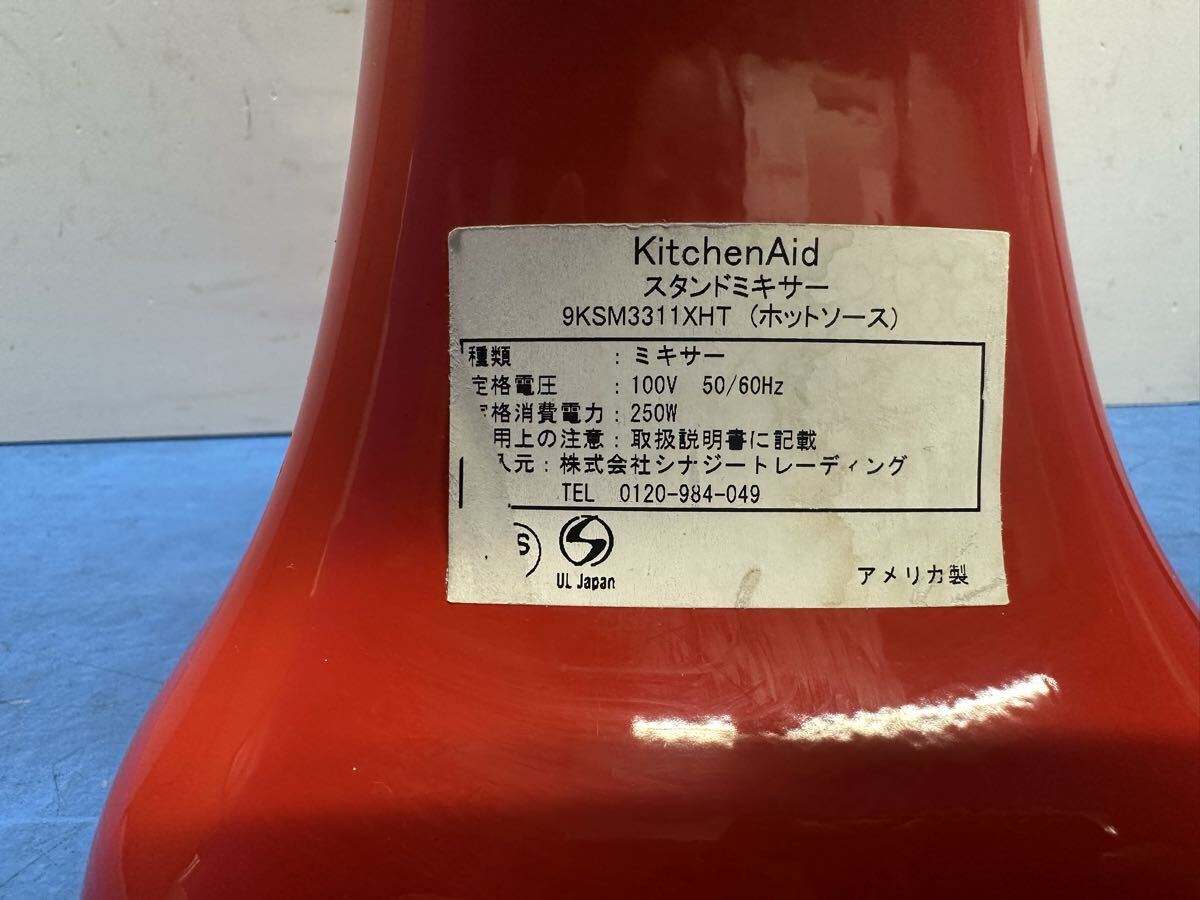 KitchenAid
スタンドミキサー
9KSM3311XHT (ホットソース)
種類 : ミキサー
定格電圧 : 100V 50/60Hz
格消費電力 : 250W
用上の注意 : 取扱説明書に記載
入元 : 株式会社シナジートレーディング
TEL 0120-984-049
S
UL Japan
アメリカ製